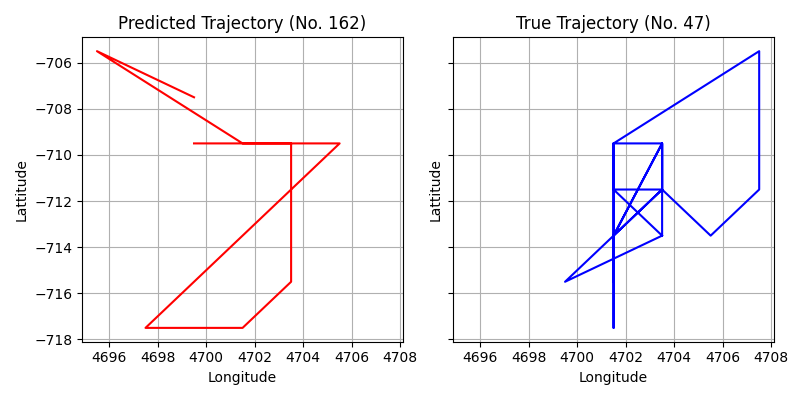 Predicted Trajectory (No. 162)
True Trajectory (No. 47)
Lattitude
−706
−708
−710
−712
−714
−716
−718
4696 4698 4700 4702 4704 4706 4708
Longitude
Lattitude
4696 4698 4700 4702 4704 4706 4708
Longitude